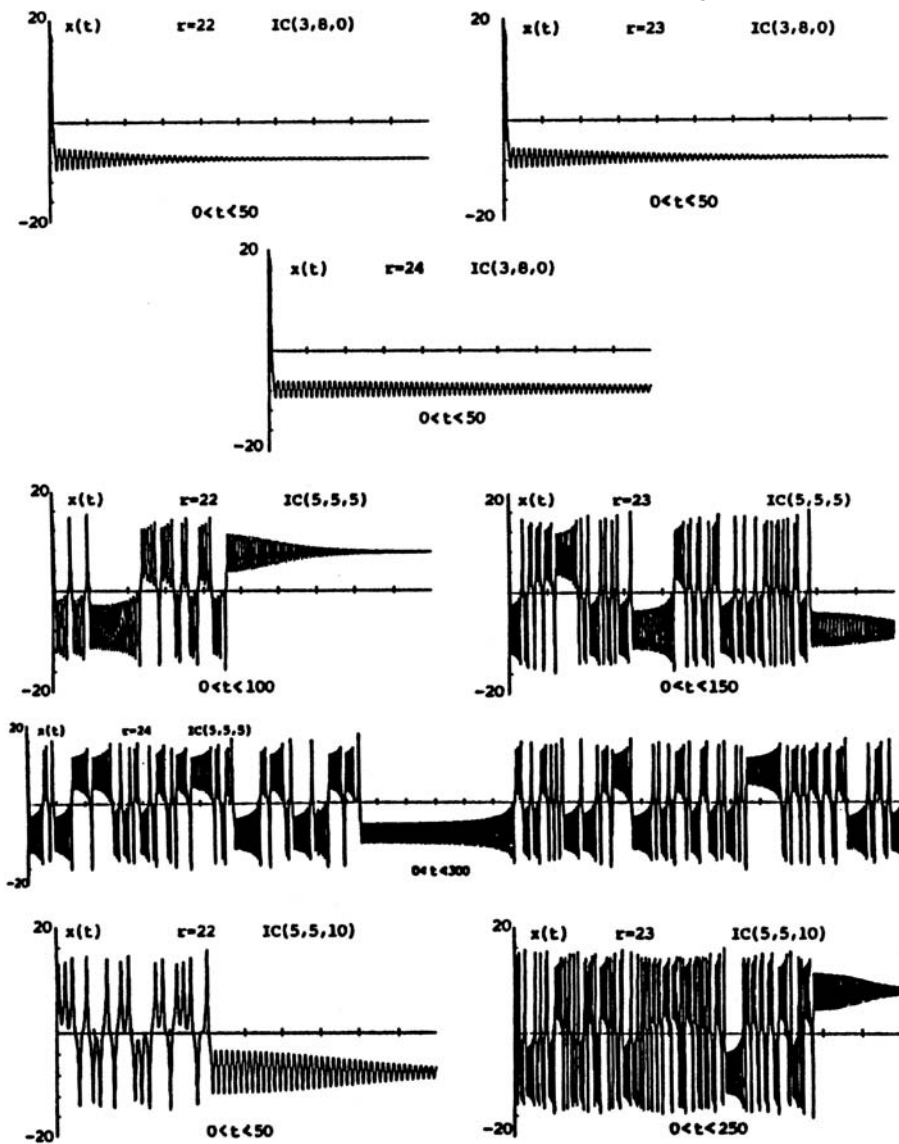 20 x(t) r=22 IC(3,8,0)
-20 0<t<50
20 x(t) r=23 IC(3,8,0)
-20 0<t<50
20 x(t) r=24 IC(3,8,0)
-20 0<t<50
20 x(t) r=22 IC(5,5,5)
-20 0<t<100
20 x(t) r=23 IC(5,5,5)
-20 0<t<150
20 x(t) r=24 IC(5,5,5)
-20 0<t<300
20 x(t) r=22 IC(5,5,10)
-20 0<t<50
20 x(t) r=23 IC(5,5,10)
-20 0<t<250